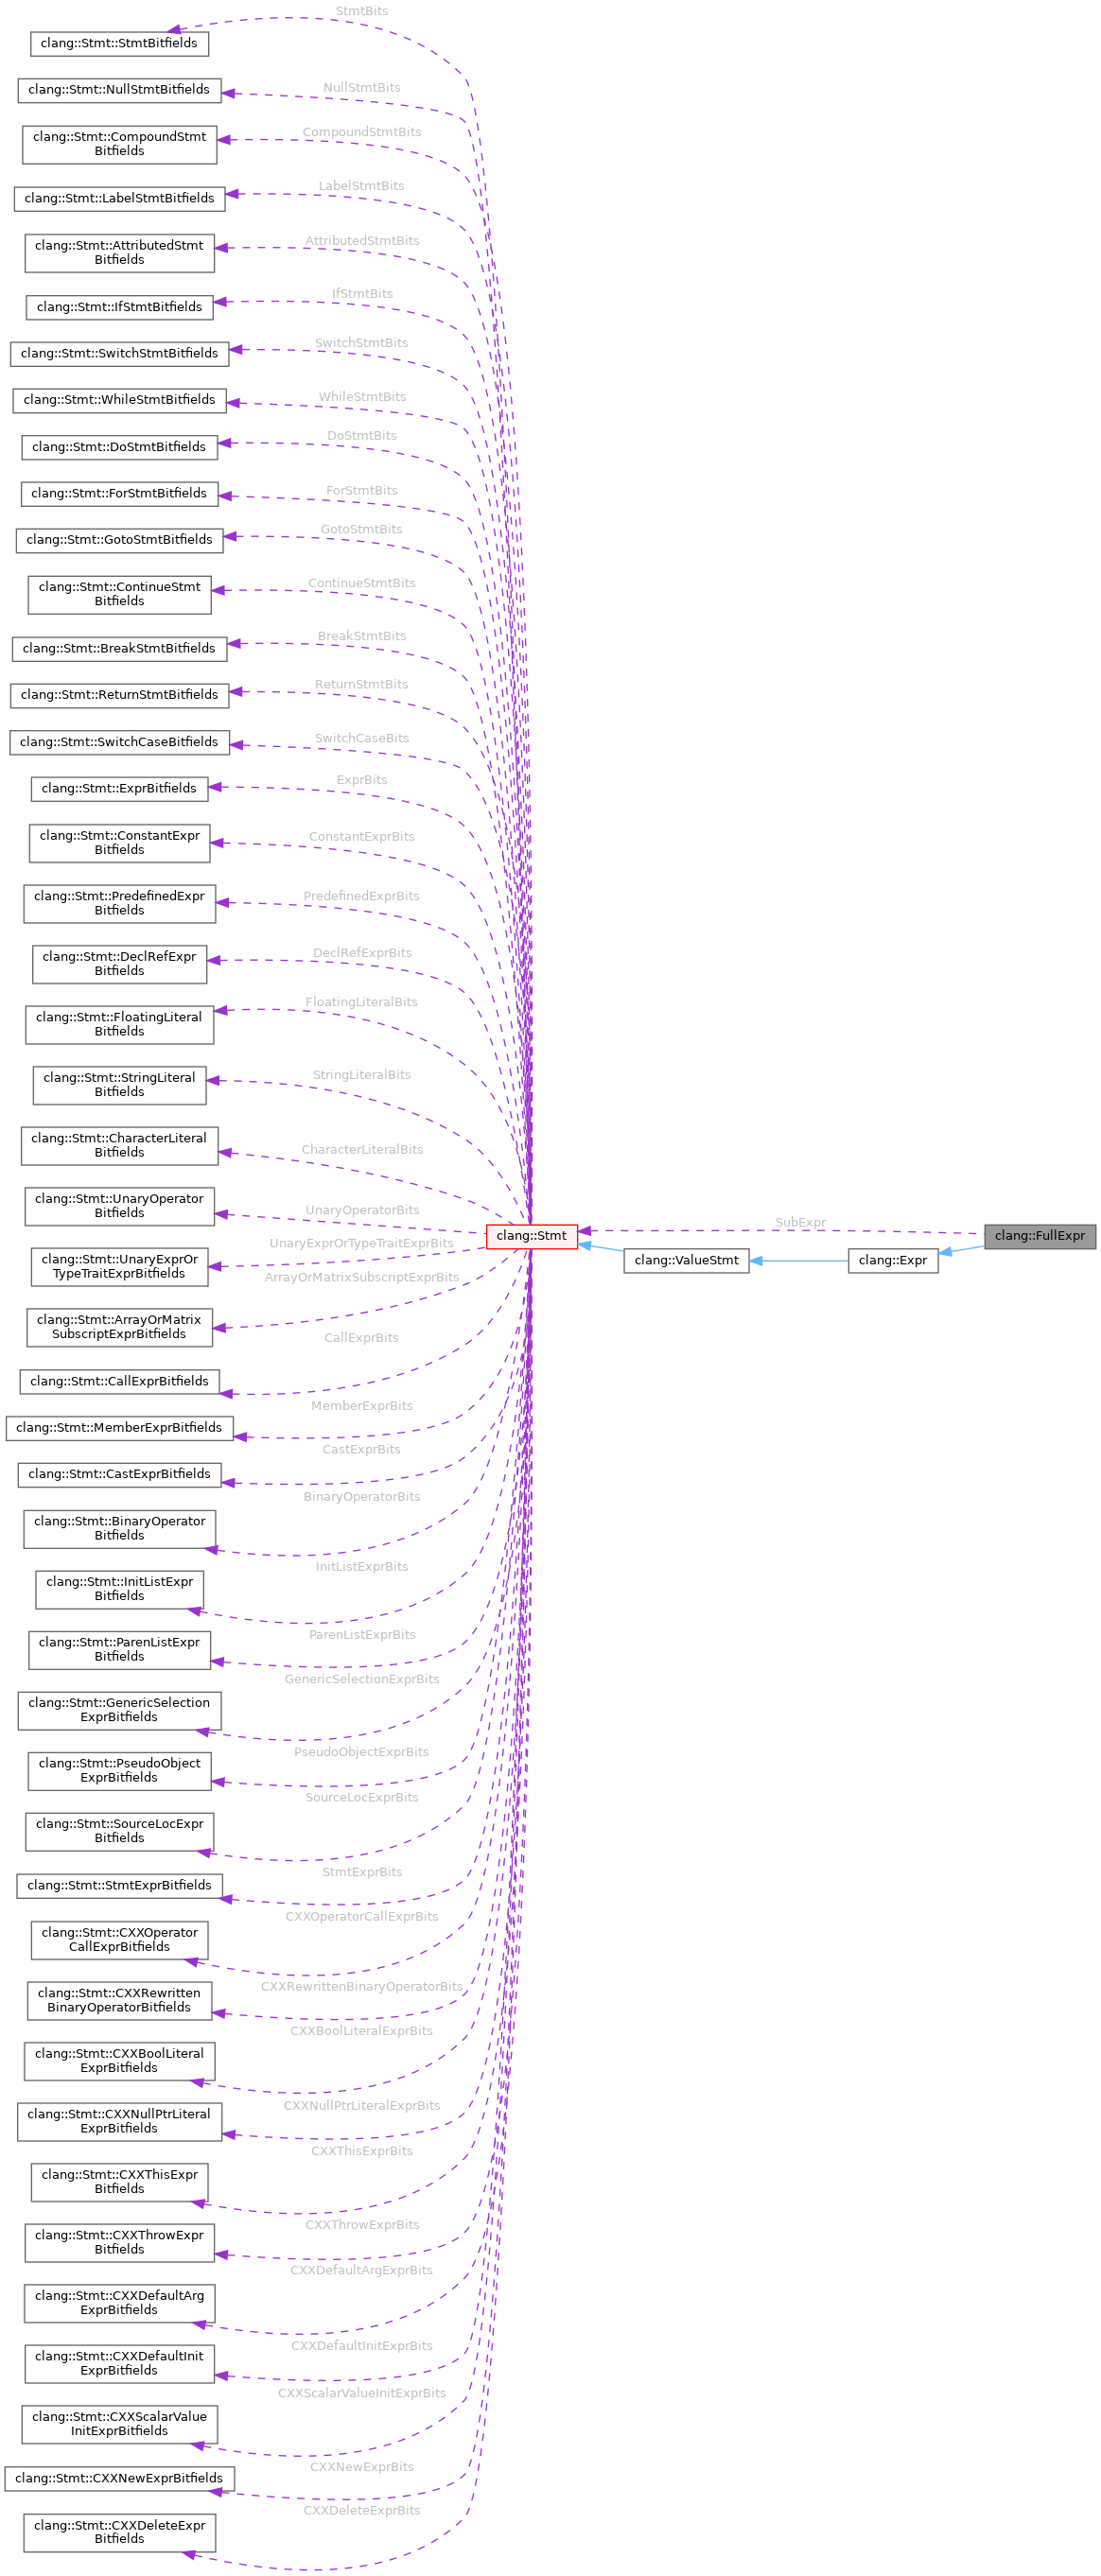 StmtBits
clang::Stmt::StmtBitfields
NullStmtBits
clang::Stmt::NullStmtBitfields
CompoundStmtBits
clang::Stmt::CompoundStmt
Bitfields
LabelStmtBits
clang::Stmt::LabelStmtBitfields
AttributedStmtBits
clang::Stmt::AttributedStmt
Bitfields
IfStmtBits
clang::Stmt::IfStmtBitfields
SwitchStmtBits
clang::Stmt::SwitchStmtBitfields
WhileStmtBits
clang::Stmt::WhileStmtBitfields
DoStmtBits
clang::Stmt::DoStmtBitfields
ForStmtBits
clang::Stmt::ForStmtBitfields
GotoStmtBits
clang::Stmt::GotoStmtBitfields
ContinueStmtBits
clang::Stmt::ContinueStmt
Bitfields
BreakStmtBits
clang::Stmt::BreakStmtBitfields
ReturnStmtBits
clang::Stmt::ReturnStmtBitfields
SwitchCaseBits
clang::Stmt::SwitchCaseBitfields
ExprBits
clang::Stmt::ExprBitfields
ConstantExprBits
clang::Stmt::ConstantExpr
Bitfields
PredefinedExprBits
clang::Stmt::PredefinedExpr
Bitfields
DeclRefExprBits
clang::Stmt::DeclRefExpr
Bitfields
FloatingLiteralBits
clang::Stmt::FloatingLiteral
Bitfields
StringLiteralBits
clang::Stmt::StringLiteral
Bitfields
CharacterLiteralBits
clang::Stmt::CharacterLiteral
Bitfields
UnaryOperatorBits
clang::Stmt::UnaryOperator
Bitfields
SubExpr
clang::Stmt
clang::FullExpr
UnaryExprOrTypeTraitExprBits
clang::Stmt::UnaryExprOr
TypeTraitExprBitfields
clang::ValueStmt
clang::Expr
ArrayOrMatrixSubscriptExprBits
clang::Stmt::ArrayOrMatrix
SubscriptExprBitfields
CallExprBits
clang::Stmt::CallExprBitfields
MemberExprBits
clang::Stmt::MemberExprBitfields
CastExprBits
clang::Stmt::CastExprBitfields
BinaryOperatorBits
clang::Stmt::BinaryOperator
Bitfields
InitListExprBits
clang::Stmt::InitListExpr
Bitfields
ParenListExprBits
clang::Stmt::ParenListExpr
Bitfields
GenericSelectionExprBits
clang::Stmt::GenericSelection
ExprBitfields
PseudoObjectExprBits
clang::Stmt::PseudoObject
ExprBitfields
SourceLocExprBits
clang::Stmt::SourceLocExpr
Bitfields
StmtExprBits
clang::Stmt::StmtExprBitfields
CXXOperatorCallExprBits
clang::Stmt::CXXOperator
CallExprBitfields
CXXRewrittenBinaryOperatorBits
clang::Stmt::CXXRewritten
BinaryOperatorBitfields
CXXBoolLiteralExprBits
clang::Stmt::CXXBoolLiteral
ExprBitfields
CXXNullPtrLiteralExprBits
clang::Stmt::CXXNullPtrLiteral
ExprBitfields
CXXThisExprBits
clang::Stmt::CXXThisExpr
Bitfields
CXXThrowExprBits
clang::Stmt::CXXThrowExpr
Bitfields
CXXDefaultArgExprBits
clang::Stmt::CXXDefaultArg
ExprBitfields
CXXDefaultInitExprBits
clang::Stmt::CXXDefaultInit
ExprBitfields
CXXScalarValueInitExprBits
clang::Stmt::CXXScalarValue
InitExprBitfields
CXXNewExprBits
clang::Stmt::CXXNewExprBitfields
CXXDeleteExprBits
clang::Stmt::CXXDeleteExpr
Bitfields